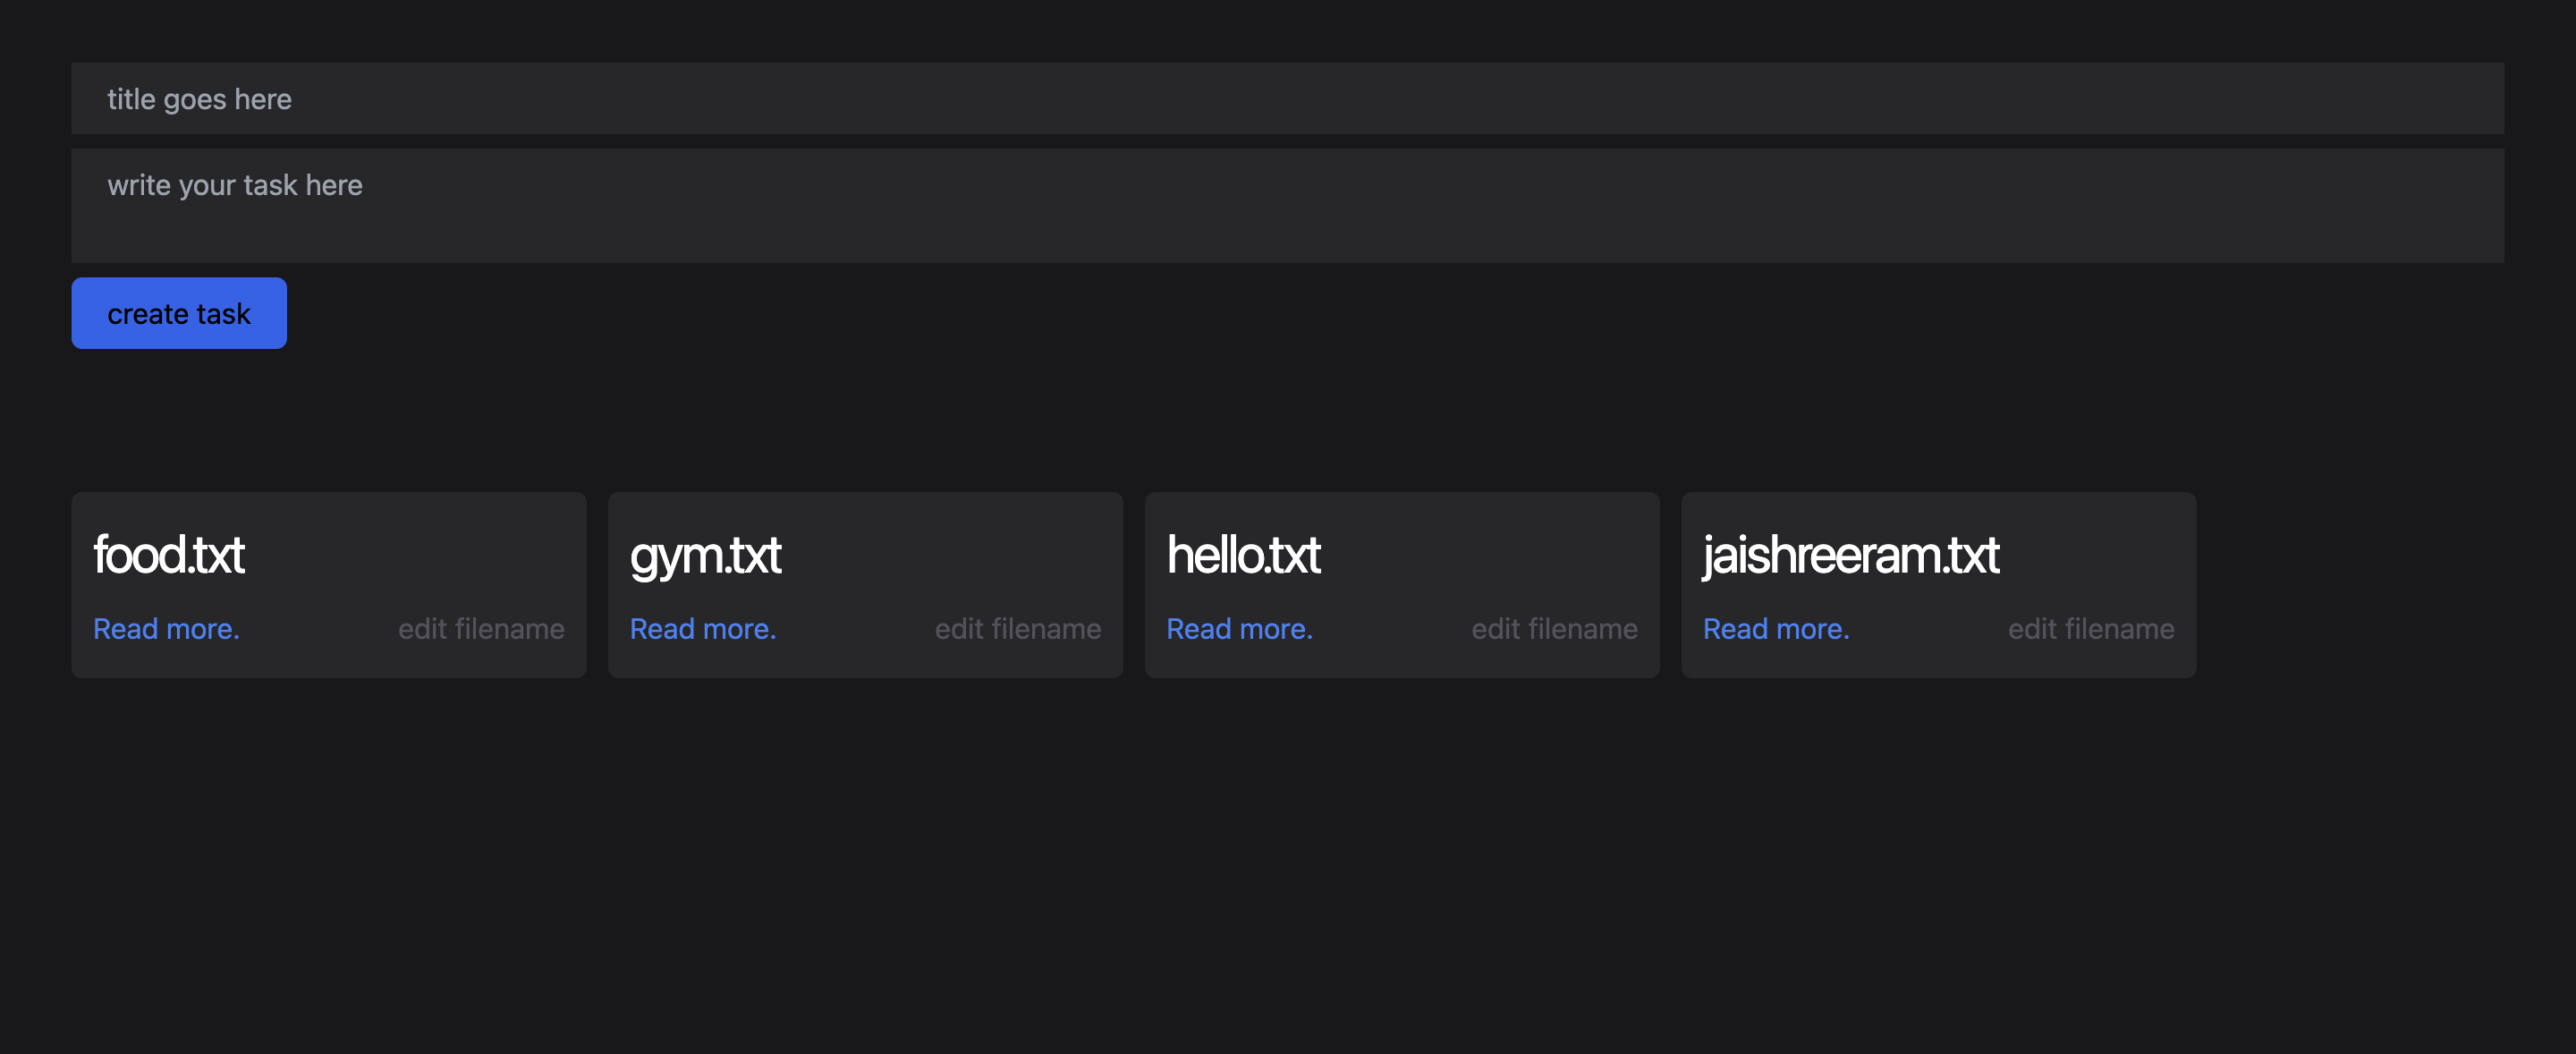 title goes here
write your task here
create task
food.txt
Read more. edit filename
gym.txt
Read more. edit filename
hello.txt
Read more. edit filename
jaishreeram.txt
Read more. edit filename